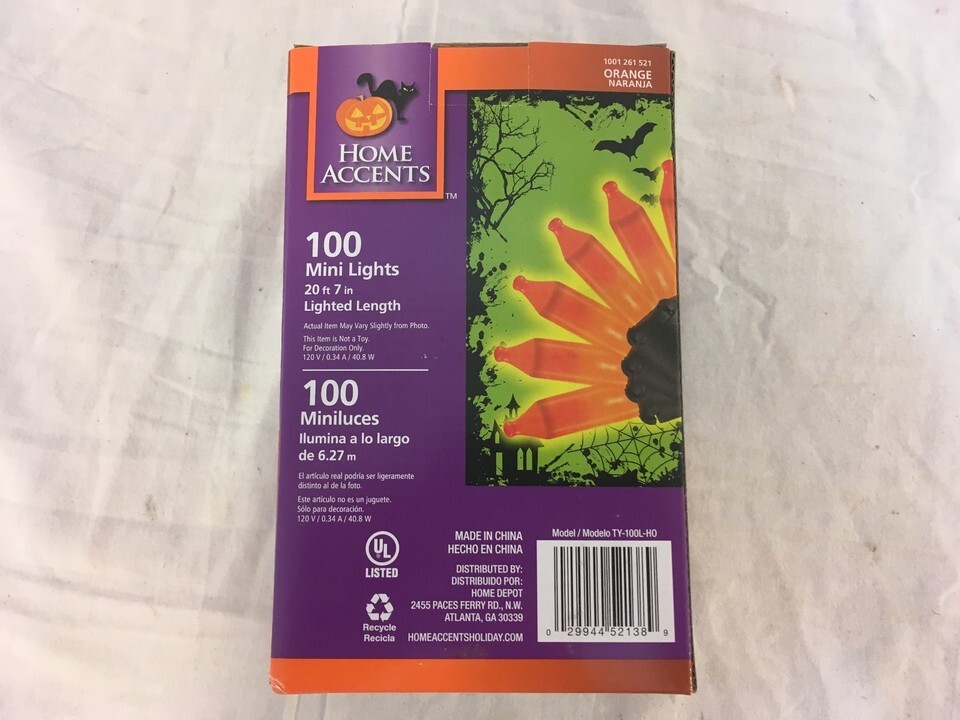 1001 261 521
ORANGE
NARANJA
HOME
ACCENTS
TM
100
Mini Lights
20 ft 7 in
Lighted Length
Actual Item May Vary Slightly from Photo.
This Item is Not a Toy.
For Decoration Only.
120 V / 0.34 A / 40.8 W
100
Miniluces
Ilumina a lo largo
de 6.27 m
El artículo real podría ser ligeramente
distinto al de la foto.
Este artículo no es un juguete.
Sólo para decoración.
120 V / 0.34 A / 40.8 W
UL
LISTED
Recycle
Recicla
MADE IN CHINA
HECHO EN CHINA
DISTRIBUTED BY:
DISTRIBUIDO POR:
HOME DEPOT
2455 PACES FERRY RD., N.W.
ATLANTA, GA 30339
HOMEACCENTSHOLIDAY.COM
Model / Modelo TY-100L-HO
0 29944 52138 9